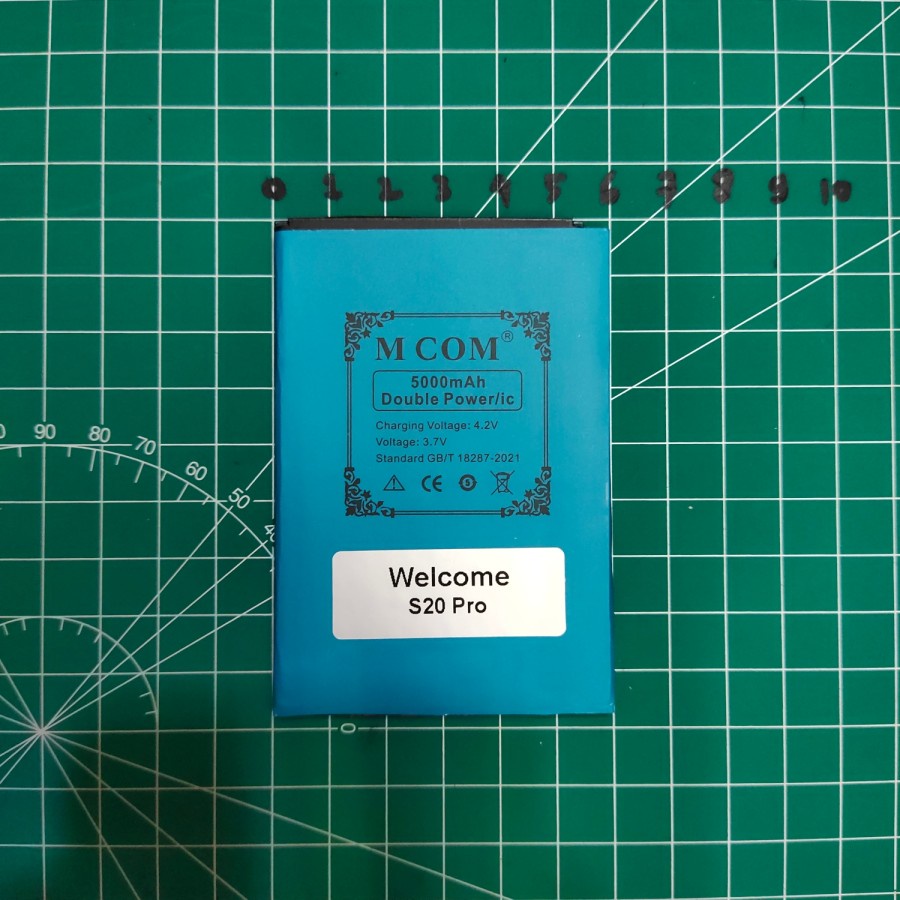 0 1 2 3 4 5 6 7 8 9 10
M COM®
5000mAh
Double Power/ic
Charging Voltage: 4.2V
Voltage: 3.7V
Standard GB/T 18287-2021
CE
Welcome
S20 Pro
90 80 70 60 50
0